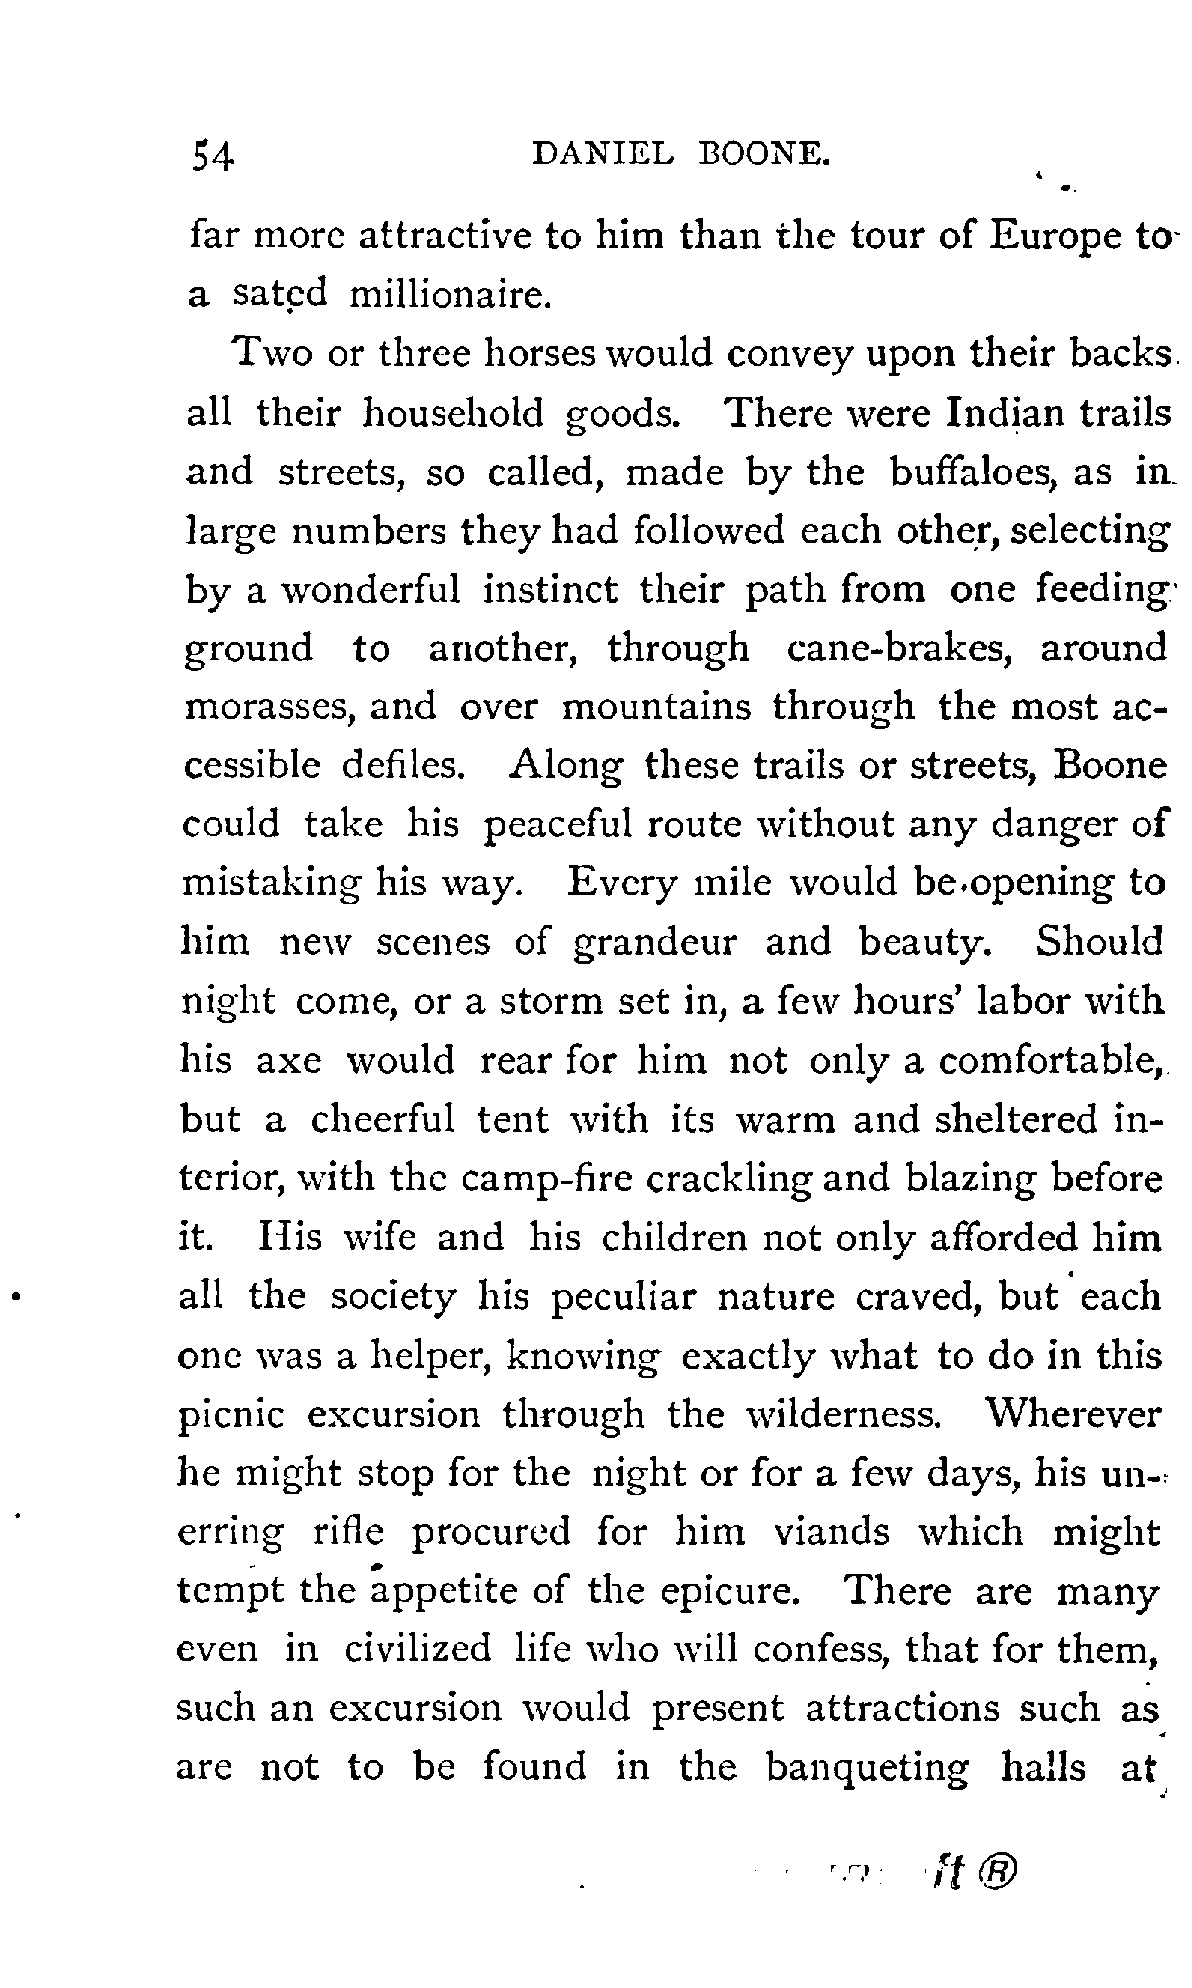 54 DANIEL BOONE.
far more attractive to him than the tour of Europe to
a sated millionaire.
Two or three horses would convey upon their backs
all their household goods. There were Indian trails
and streets, so called, made by the buffaloes, as in
large numbers they had followed each other, selecting
by a wonderful instinct their path from one feeding
ground to another, through cane-brakes, around
morasses, and over mountains through the most ac-
cessible defiles. Along these trails or streets, Boone
could take his peaceful route without any danger of
mistaking his way. Every mile would be opening to
him new scenes of grandeur and beauty. Should
night come, or a storm set in, a few hours' labor with
his axe would rear for him not only a comfortable,
but a cheerful tent with its warm and sheltered in-
terior, with the camp-fire crackling and blazing before
it. His wife and his children not only afforded him
all the society his peculiar nature craved, but each
one was a helper, knowing exactly what to do in this
picnic excursion through the wilderness. Wherever
he might stop for the night or for a few days, his un-
erring rifle procured for him viands which might
tempt the appetite of the epicure. There are many
even in civilized life who will confess, that for them,
such an excursion would present attractions such as
are not to be found in the banqueting halls at
ft ®